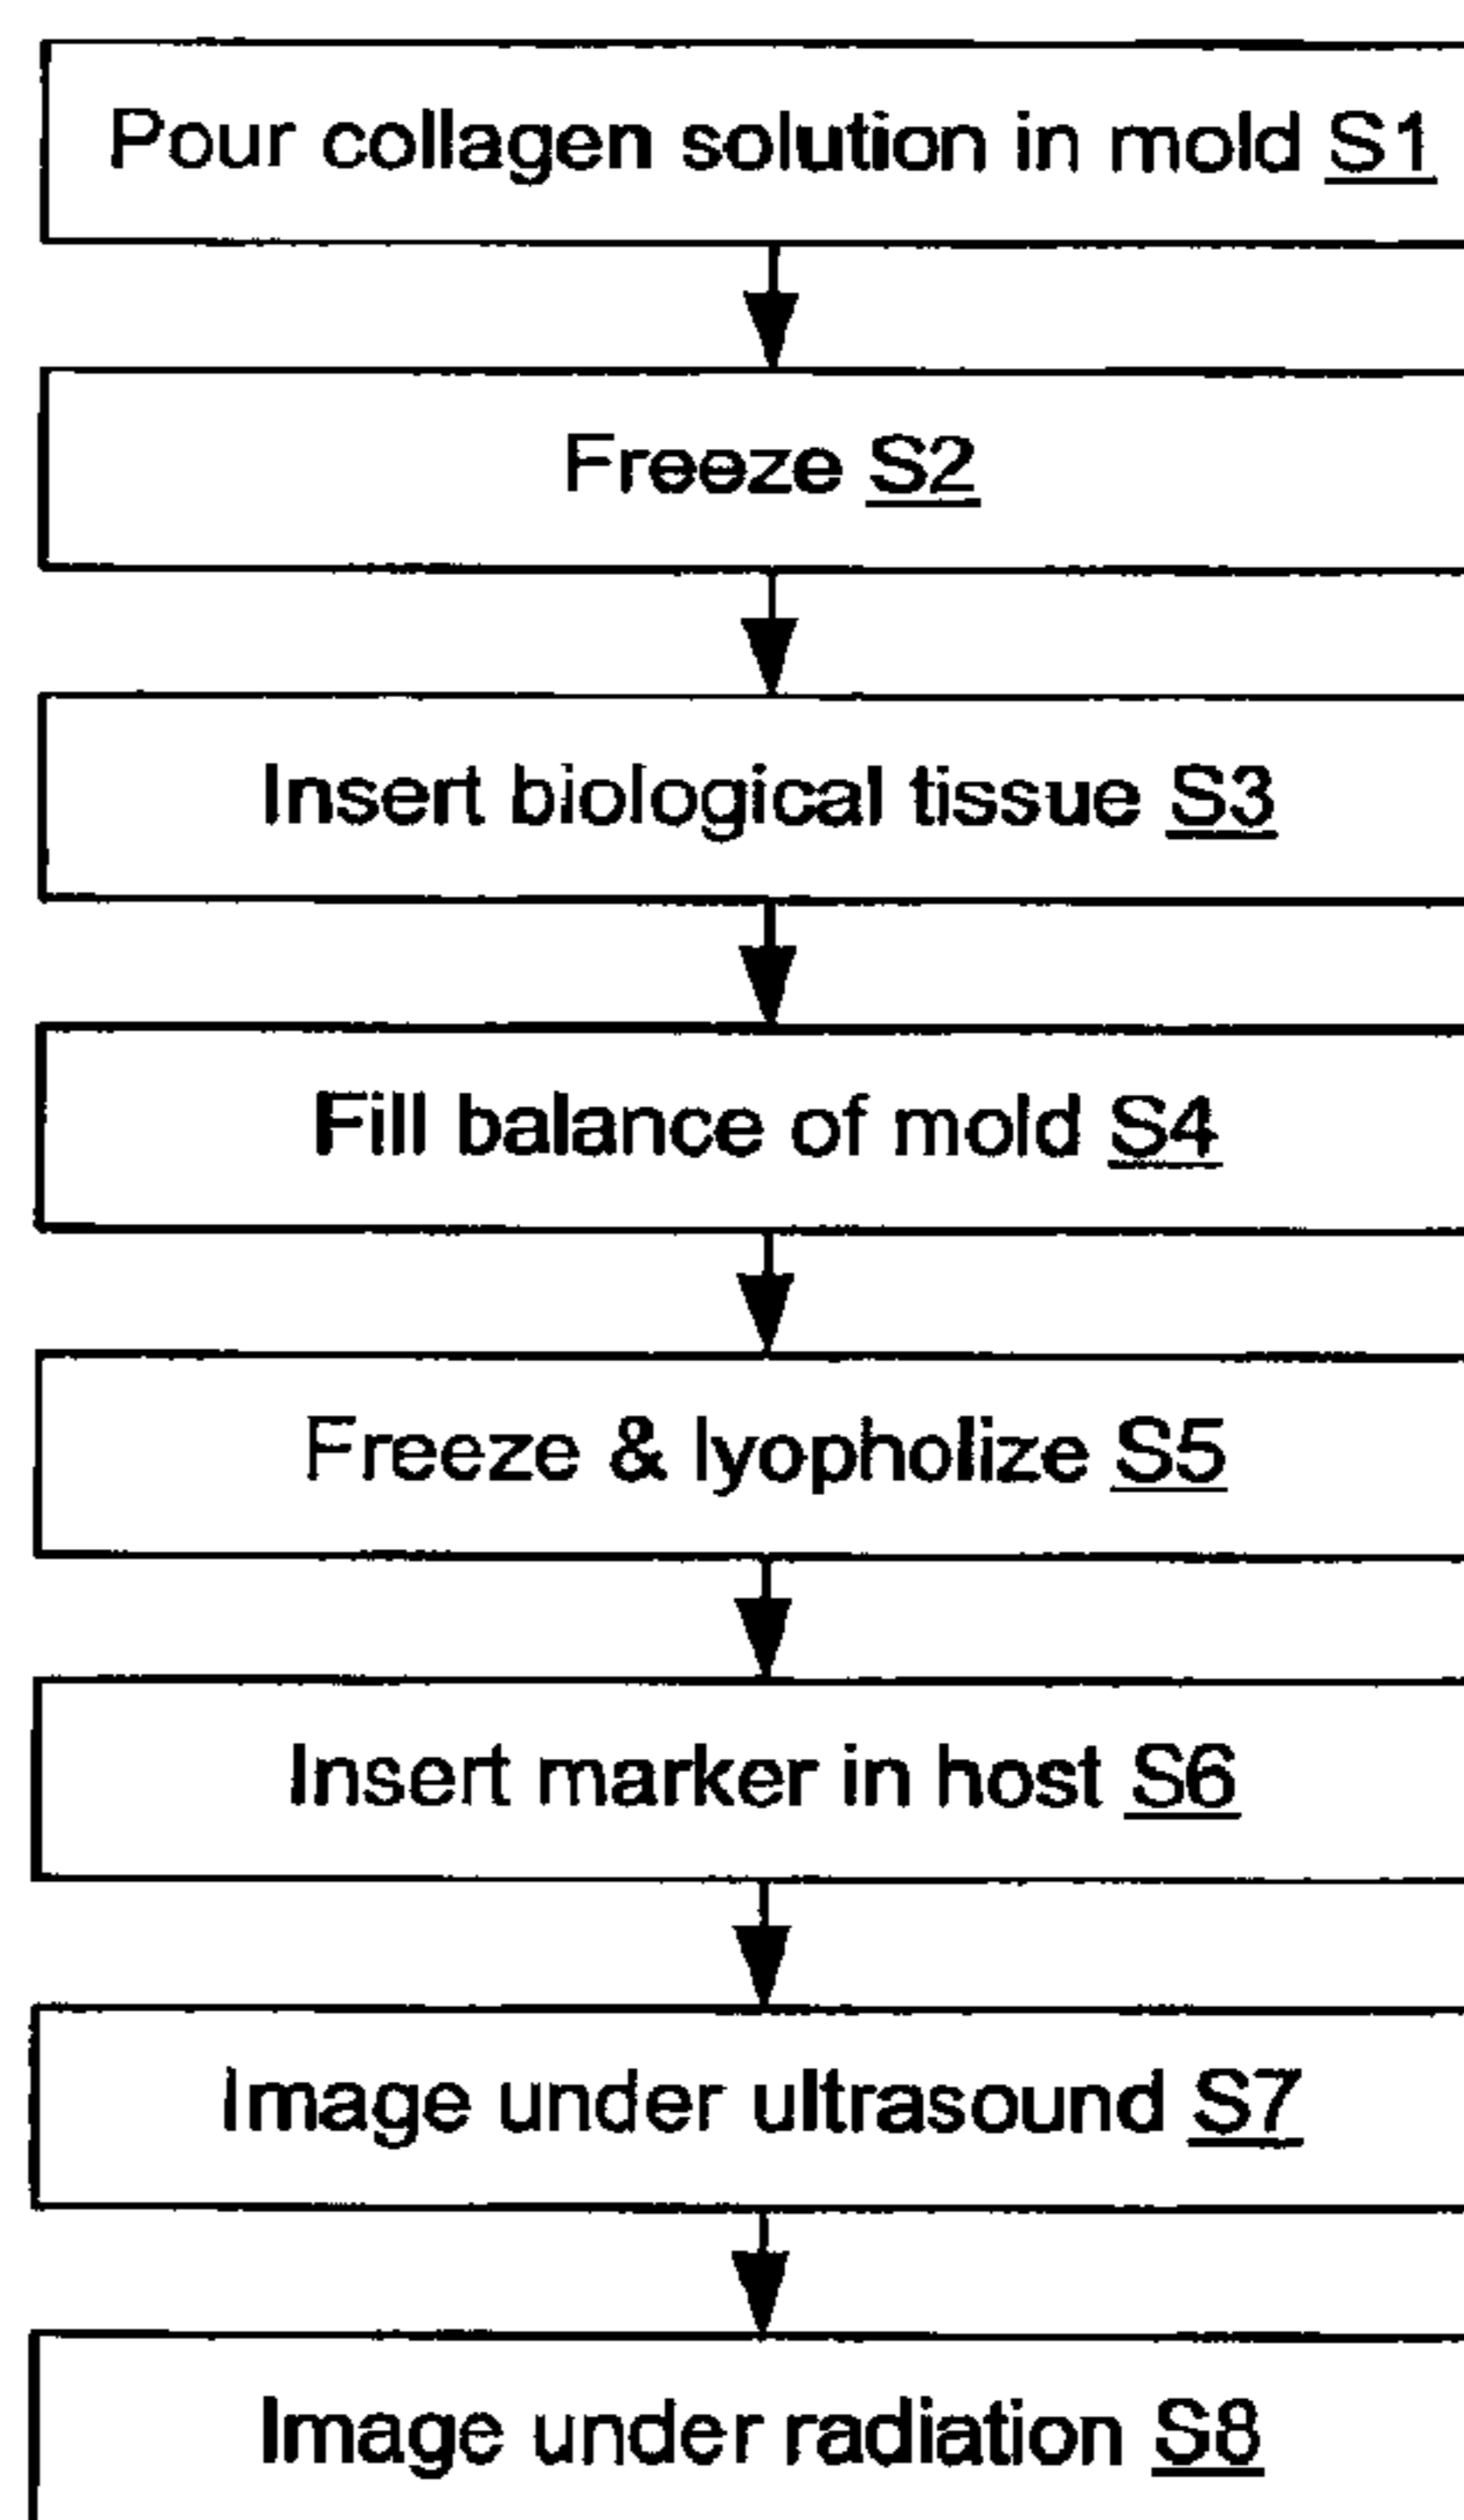 Pour collagen solution in mold S1
Freeze S2
Insert biological tissue S3
Fill balance of mold S4
Freeze & lyopholize S5
Insert marker in host S6
Image under ultrasound S7
Image under radiation S8